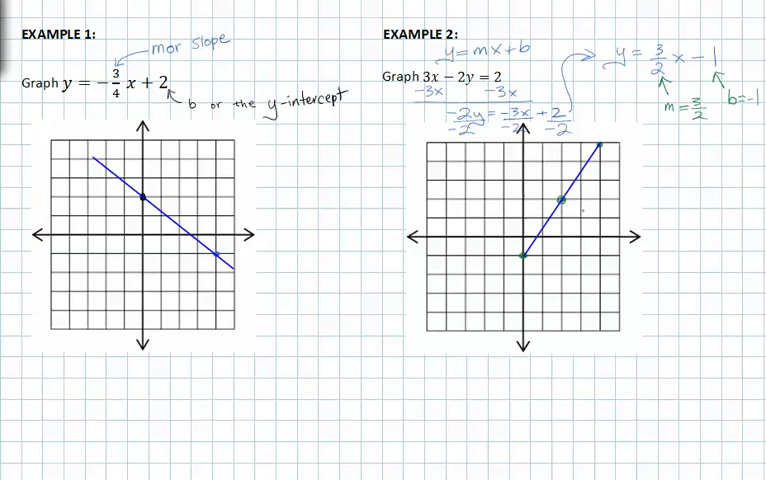 EXAMPLE 1:
m or slope
Graph y = -3/4 x + 2
b or the y-intercept
EXAMPLE 2:
y = mx + b
Graph 3x − 2y = 2
-3x -3x
-2y/-2 = -3x/-2 + 2/-2
y = 3/2 x - 1
m = 3/2
b = -1